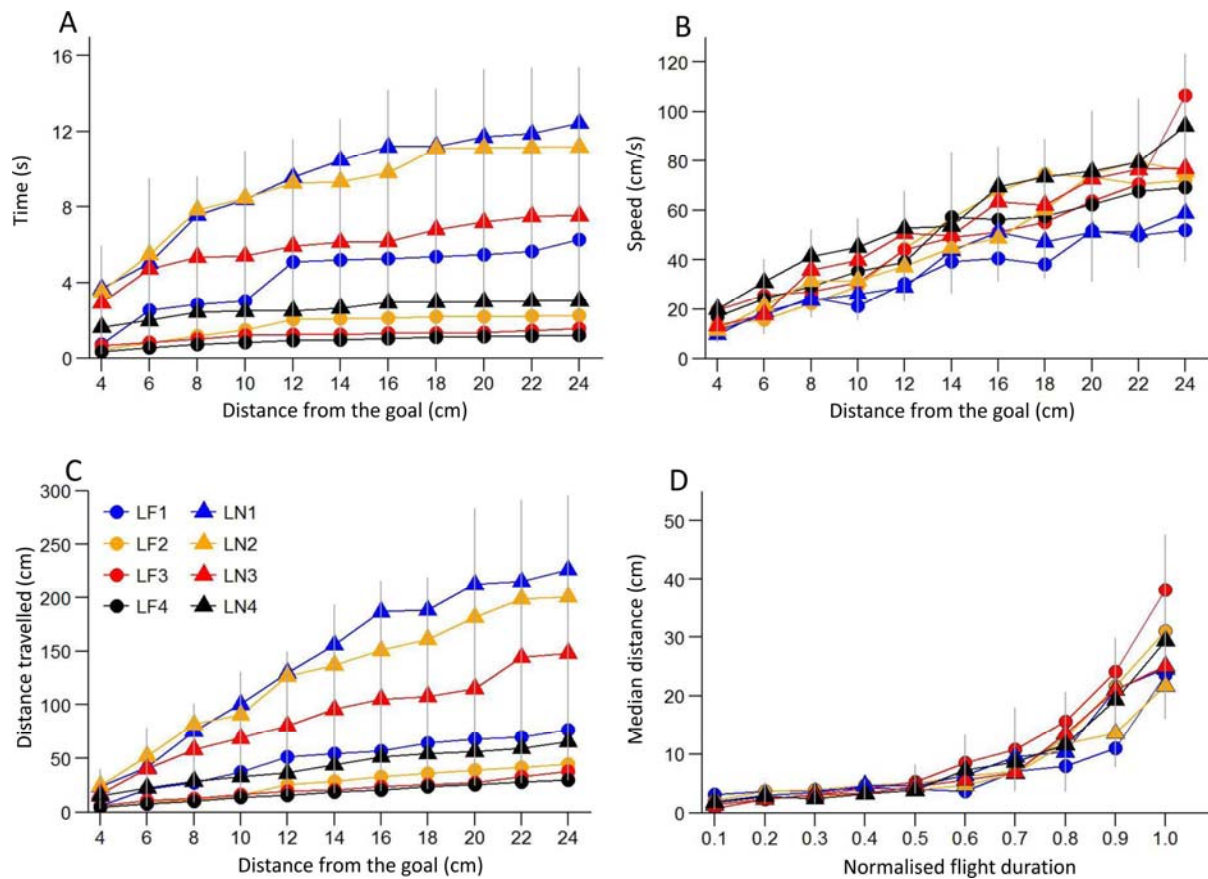 A
Time (s)
16
12
8
4
0
4 6 8 10 12 14 16 18 20 22 24
Distance from the goal (cm)
B
Speed (cm/s)
120
100
80
60
40
20
0
4 6 8 10 12 14 16 18 20 22 24
Distance from the goal (cm)
C
Distance travelled (cm)
300
250
200
150
100
50
0
LF1 LN1
LF2 LN2
LF3 LN3
LF4 LN4
4 6 8 10 12 14 16 18 20 22 24
Distance from the goal (cm)
D
Median distance (cm)
50
40
30
20
10
0
0.1 0.2 0.3 0.4 0.5 0.6 0.7 0.8 0.9 1.0
Normalised flight duration